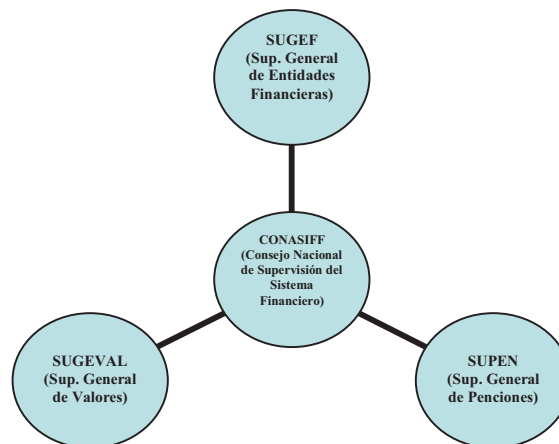 SUGEF
(Sup. General
de Entidades
Financieras)
CONASIFF
(Consejo Nacional
de Supervisión del
Sistema
Financiero)
SUGEVAL
(Sup. General
de Valores)
SUPEN
(Sup. General
de Penciones)